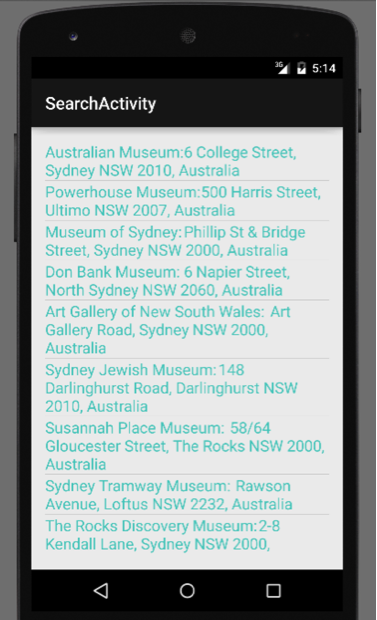 3G 5:14
SearchActivity
Australian Museum:6 College Street,
Sydney NSW 2010, Australia
Powerhouse Museum:500 Harris Street,
Ultimo NSW 2007, Australia
Museum of Sydney:Phillip St & Bridge
Street, Sydney NSW 2000, Australia
Don Bank Museum: 6 Napier Street,
North Sydney NSW 2060, Australia
Art Gallery of New South Wales: Art
Gallery Road, Sydney NSW 2000,
Australia
Sydney Jewish Museum:148
Darlinghurst Road, Darlinghurst NSW
2010, Australia
Susannah Place Museum: 58/64
Gloucester Street, The Rocks NSW 2000,
Australia
Sydney Tramway Museum: Rawson
Avenue, Loftus NSW 2232, Australia
The Rocks Discovery Museum:2-8
Kendall Lane, Sydney NSW 2000,